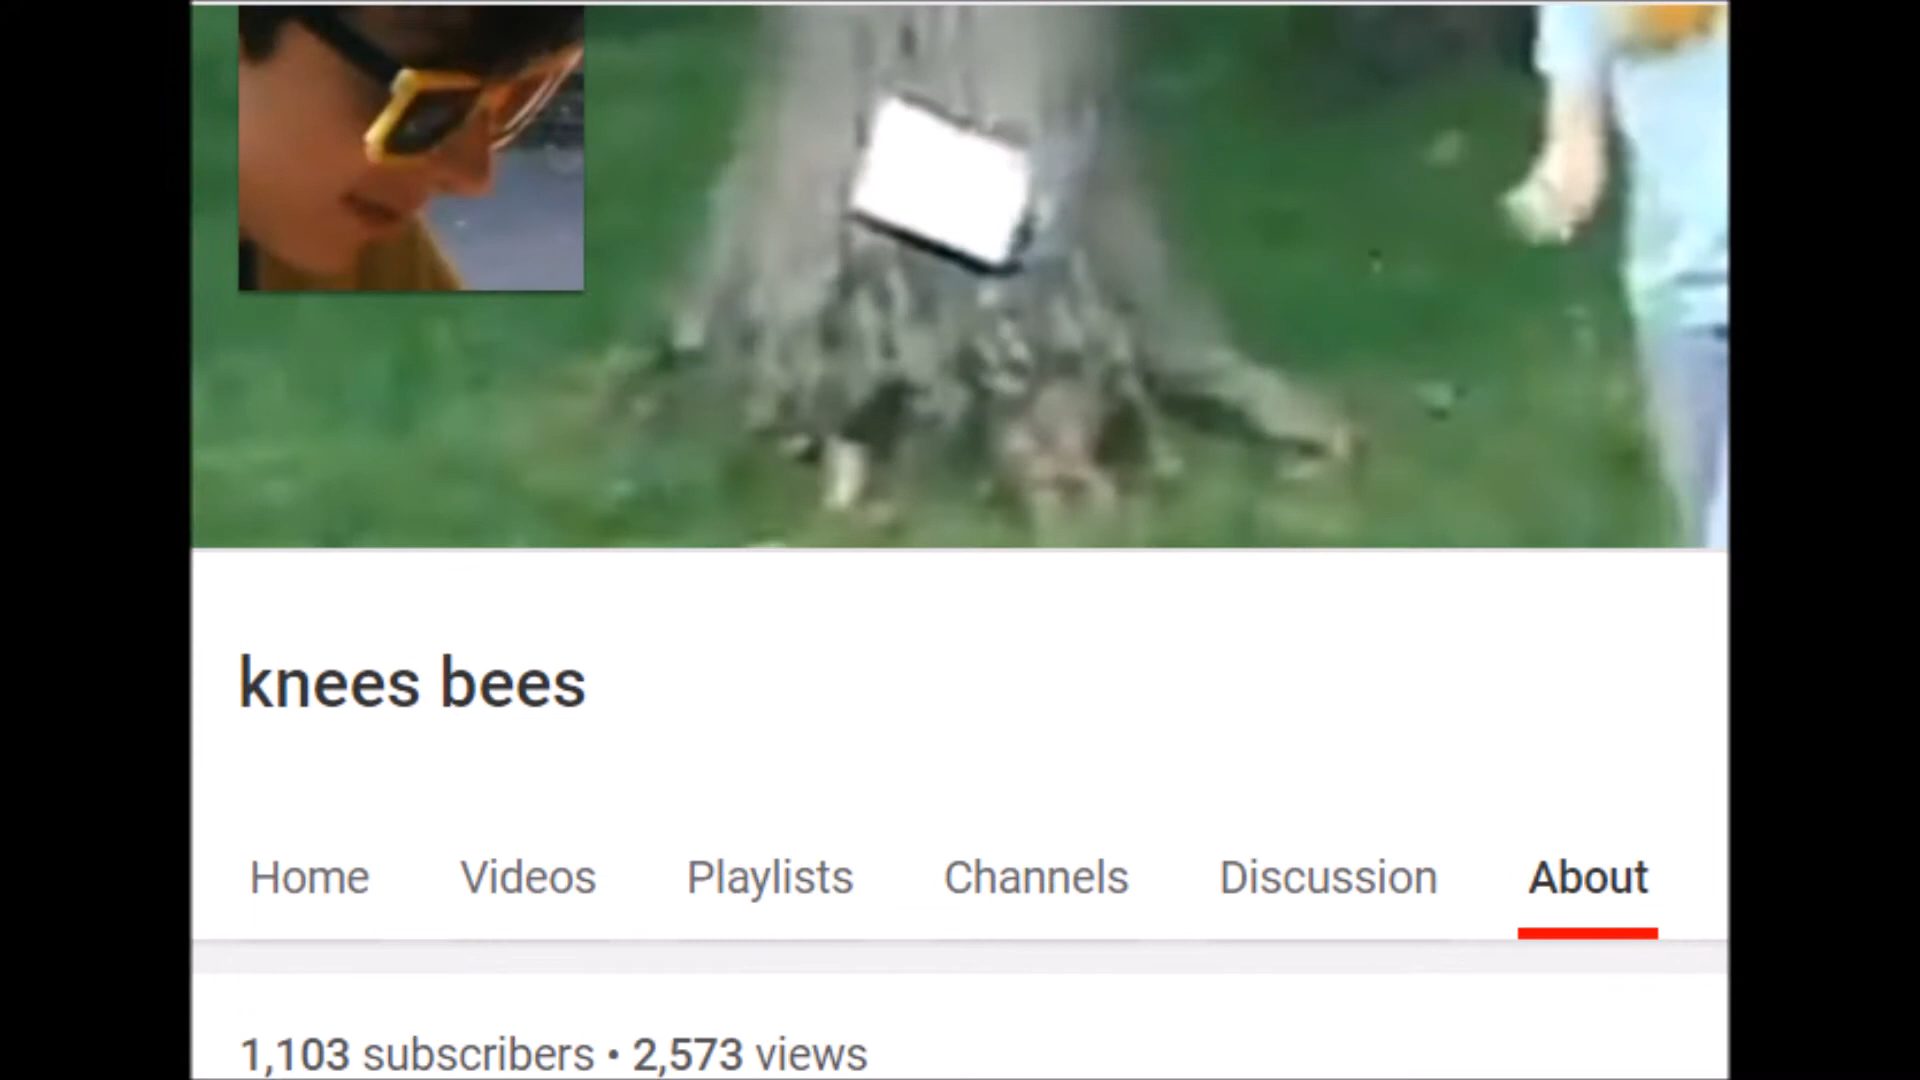 knees bees
Home Videos Playlists Channels Discussion About
1,103 subscribers • 2,573 views